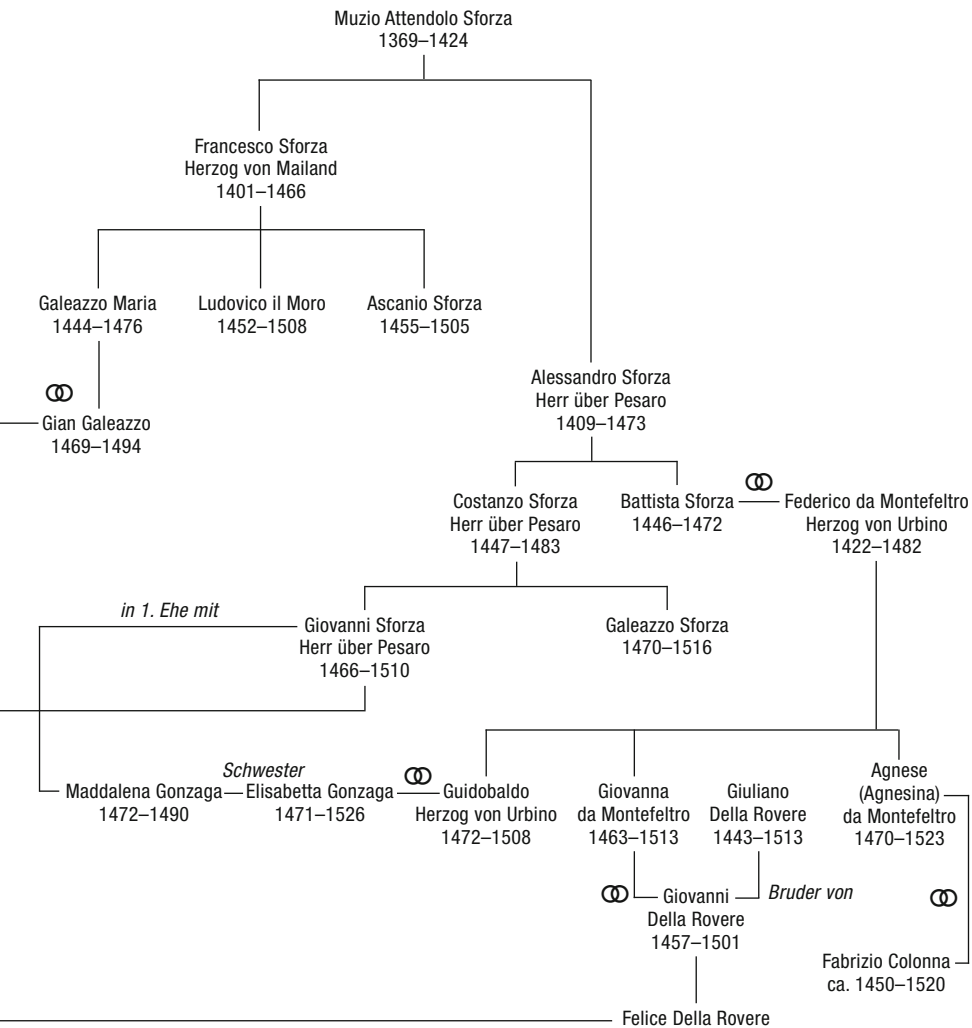 Muzio Attendolo Sforza
1369–1424
Francesco Sforza
Herzog von Mailand
1401–1466
Galeazzo Maria
1444–1476
Ludovico il Moro
1452–1508
Ascanio Sforza
1455–1505
Alessandro Sforza
Herr über Pesaro
1409–1473
Gian Galeazzo
1469–1494
Costanzo Sforza
Herr über Pesaro
1447–1483
Battista Sforza
1446–1472
Federico da Montefeltro
Herzog von Urbino
1422–1482
in 1. Ehe mit
Giovanni Sforza
Herr über Pesaro
1466–1510
Galeazzo Sforza
1470–1516
Maddalena Gonzaga
1472–1490
Schwester
Elisabetta Gonzaga
1471–1526
Guidobaldo
Herzog von Urbino
1472–1508
Giovanna
da Montefeltro
1463–1513
Giuliano
Della Rovere
1443–1513
Agnese
(Agnesina)
da Montefeltro
1470–1523
Giovanni
Della Rovere
1457–1501
Bruder von
Fabrizio Colonna
ca. 1450–1520
Felice Della Rovere